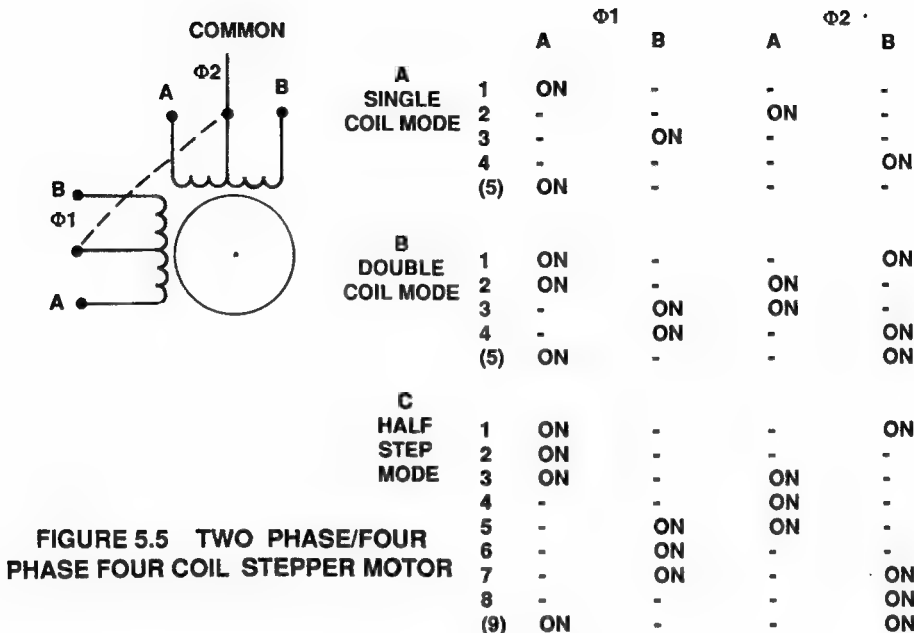 COMMON
Φ2
A B
B
Φ1
A
Φ1 Φ2
A B A B
A
SINGLE
COIL MODE
1 ON - - -
2 - - ON -
3 - ON - -
4 - - - ON
(5) ON - - -
B
DOUBLE
COIL MODE
1 ON - - ON
2 ON - ON -
3 - ON ON -
4 - ON - ON
(5) ON - - ON
C
HALF
STEP
MODE
1 ON - - ON
2 ON - - -
3 ON - ON -
4 - - ON -
5 - ON ON -
6 - ON - -
7 - ON - ON
8 - - - ON
(9) ON - - ON
FIGURE 5.5 TWO PHASE/FOUR
PHASE FOUR COIL STEPPER MOTOR